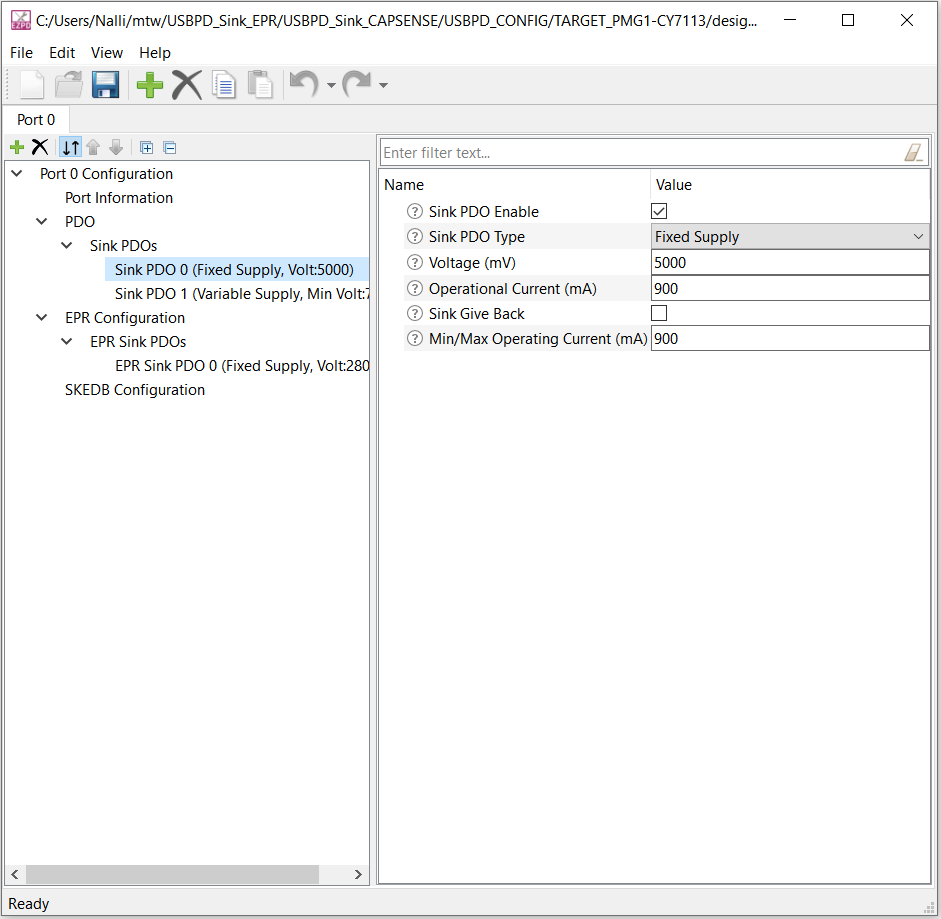 C:/Users/Nalli/mtw/USBPD_Sink_EPR/USBPD_Sink_CAPSENSE/USBPD_CONFIG/TARGET_PMG1-CY7113/desig...
File Edit View Help
Port 0
Enter filter text...
Port 0 Configuration
Port Information
PDO
Sink PDOs
Sink PDO 0 (Fixed Supply, Volt:5000)
Sink PDO 1 (Variable Supply, Min Volt:7
EPR Configuration
EPR Sink PDOs
EPR Sink PDO 0 (Fixed Supply, Volt:280
SKEDB Configuration
Name Value
Sink PDO Enable
Sink PDO Type Fixed Supply
Voltage (mV) 5000
Operational Current (mA) 900
Sink Give Back
Min/Max Operating Current (mA) 900
Ready